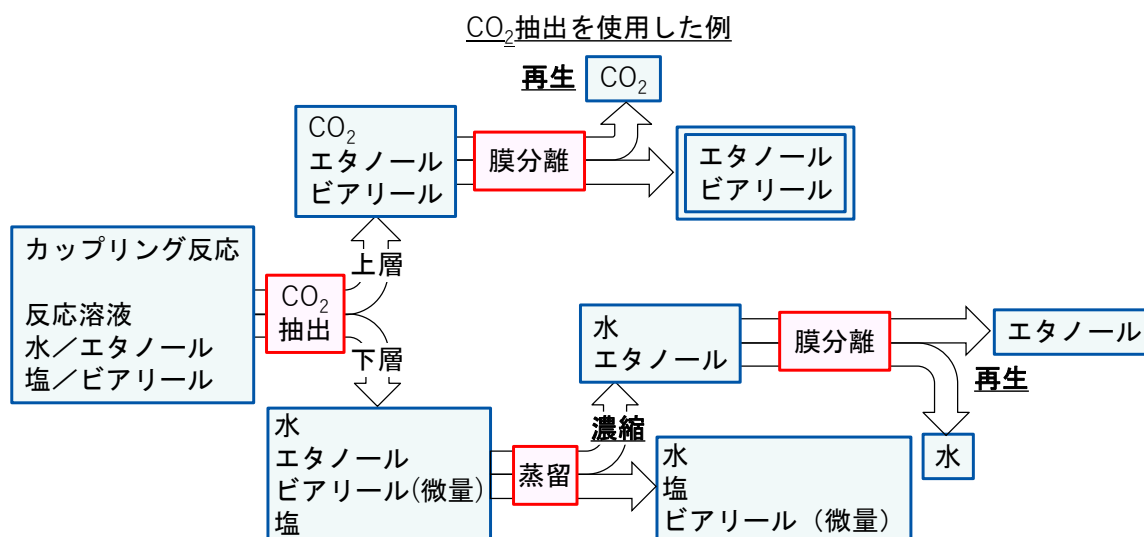 CO₂抽出を使用した例
再生
CO₂
CO₂
エタノール
ビアリール
膜分離
エタノール
ビアリール
カップリング反応
反応溶液
水／エタノール
塩／ビアリール
CO₂
抽出
上層
下層
水
エタノール
膜分離
エタノール
再生
水
水
エタノール
ビアリール(微量)
塩
蒸留
濃縮
水
塩
ビアリール（微量）